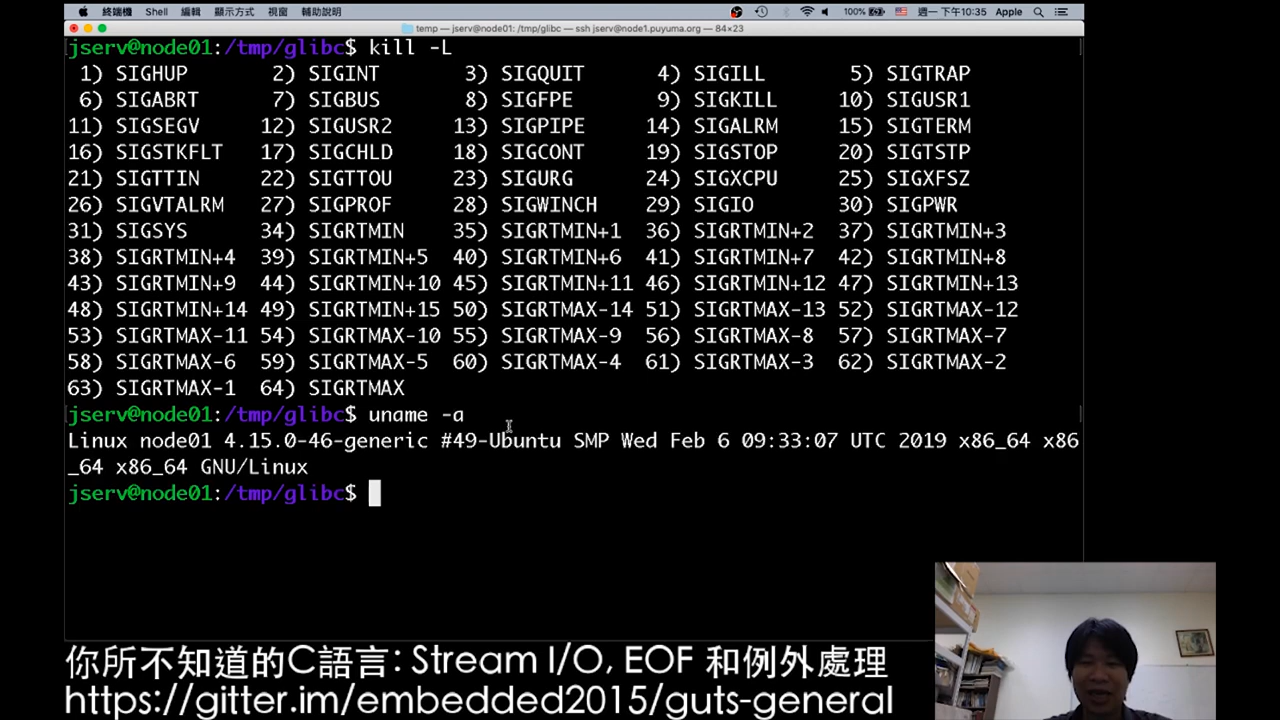 終端機 Shell 編輯 顯示方式 視窗 輔助說明 100% 週一 下午10:35 Apple
temp — jserv@node01: /tmp/glibc — ssh jserv@node1.puyuma.org — 84×23
jserv@node01:/tmp/glibc$ kill -L
1) SIGHUP 2) SIGINT 3) SIGQUIT 4) SIGILL 5) SIGTRAP
6) SIGABRT 7) SIGBUS 8) SIGFPE 9) SIGKILL 10) SIGUSR1
11) SIGSEGV 12) SIGUSR2 13) SIGPIPE 14) SIGALRM 15) SIGTERM
16) SIGSTKFLT 17) SIGCHLD 18) SIGCONT 19) SIGSTOP 20) SIGTSTP
21) SIGTTIN 22) SIGTTOU 23) SIGURG 24) SIGXCPU 25) SIGXFSZ
26) SIGVTALRM 27) SIGPROF 28) SIGWINCH 29) SIGIO 30) SIGPWR
31) SIGSYS 34) SIGRTMIN 35) SIGRTMIN+1 36) SIGRTMIN+2 37) SIGRTMIN+3
38) SIGRTMIN+4 39) SIGRTMIN+5 40) SIGRTMIN+6 41) SIGRTMIN+7 42) SIGRTMIN+8
43) SIGRTMIN+9 44) SIGRTMIN+10 45) SIGRTMIN+11 46) SIGRTMIN+12 47) SIGRTMIN+13
48) SIGRTMIN+14 49) SIGRTMIN+15 50) SIGRTMAX-14 51) SIGRTMAX-13 52) SIGRTMAX-12
53) SIGRTMAX-11 54) SIGRTMAX-10 55) SIGRTMAX-9 56) SIGRTMAX-8 57) SIGRTMAX-7
58) SIGRTMAX-6 59) SIGRTMAX-5 60) SIGRTMAX-4 61) SIGRTMAX-3 62) SIGRTMAX-2
63) SIGRTMAX-1 64) SIGRTMAX
jserv@node01:/tmp/glibc$ uname -a
Linux node01 4.15.0-46-generic #49-Ubuntu SMP Wed Feb 6 09:33:07 UTC 2019 x86_64 x86
_64 x86_64 GNU/Linux
jserv@node01:/tmp/glibc$
你所不知道的C語言: Stream I/O, EOF 和例外處理
https://gitter.im/embedded2015/guts-general